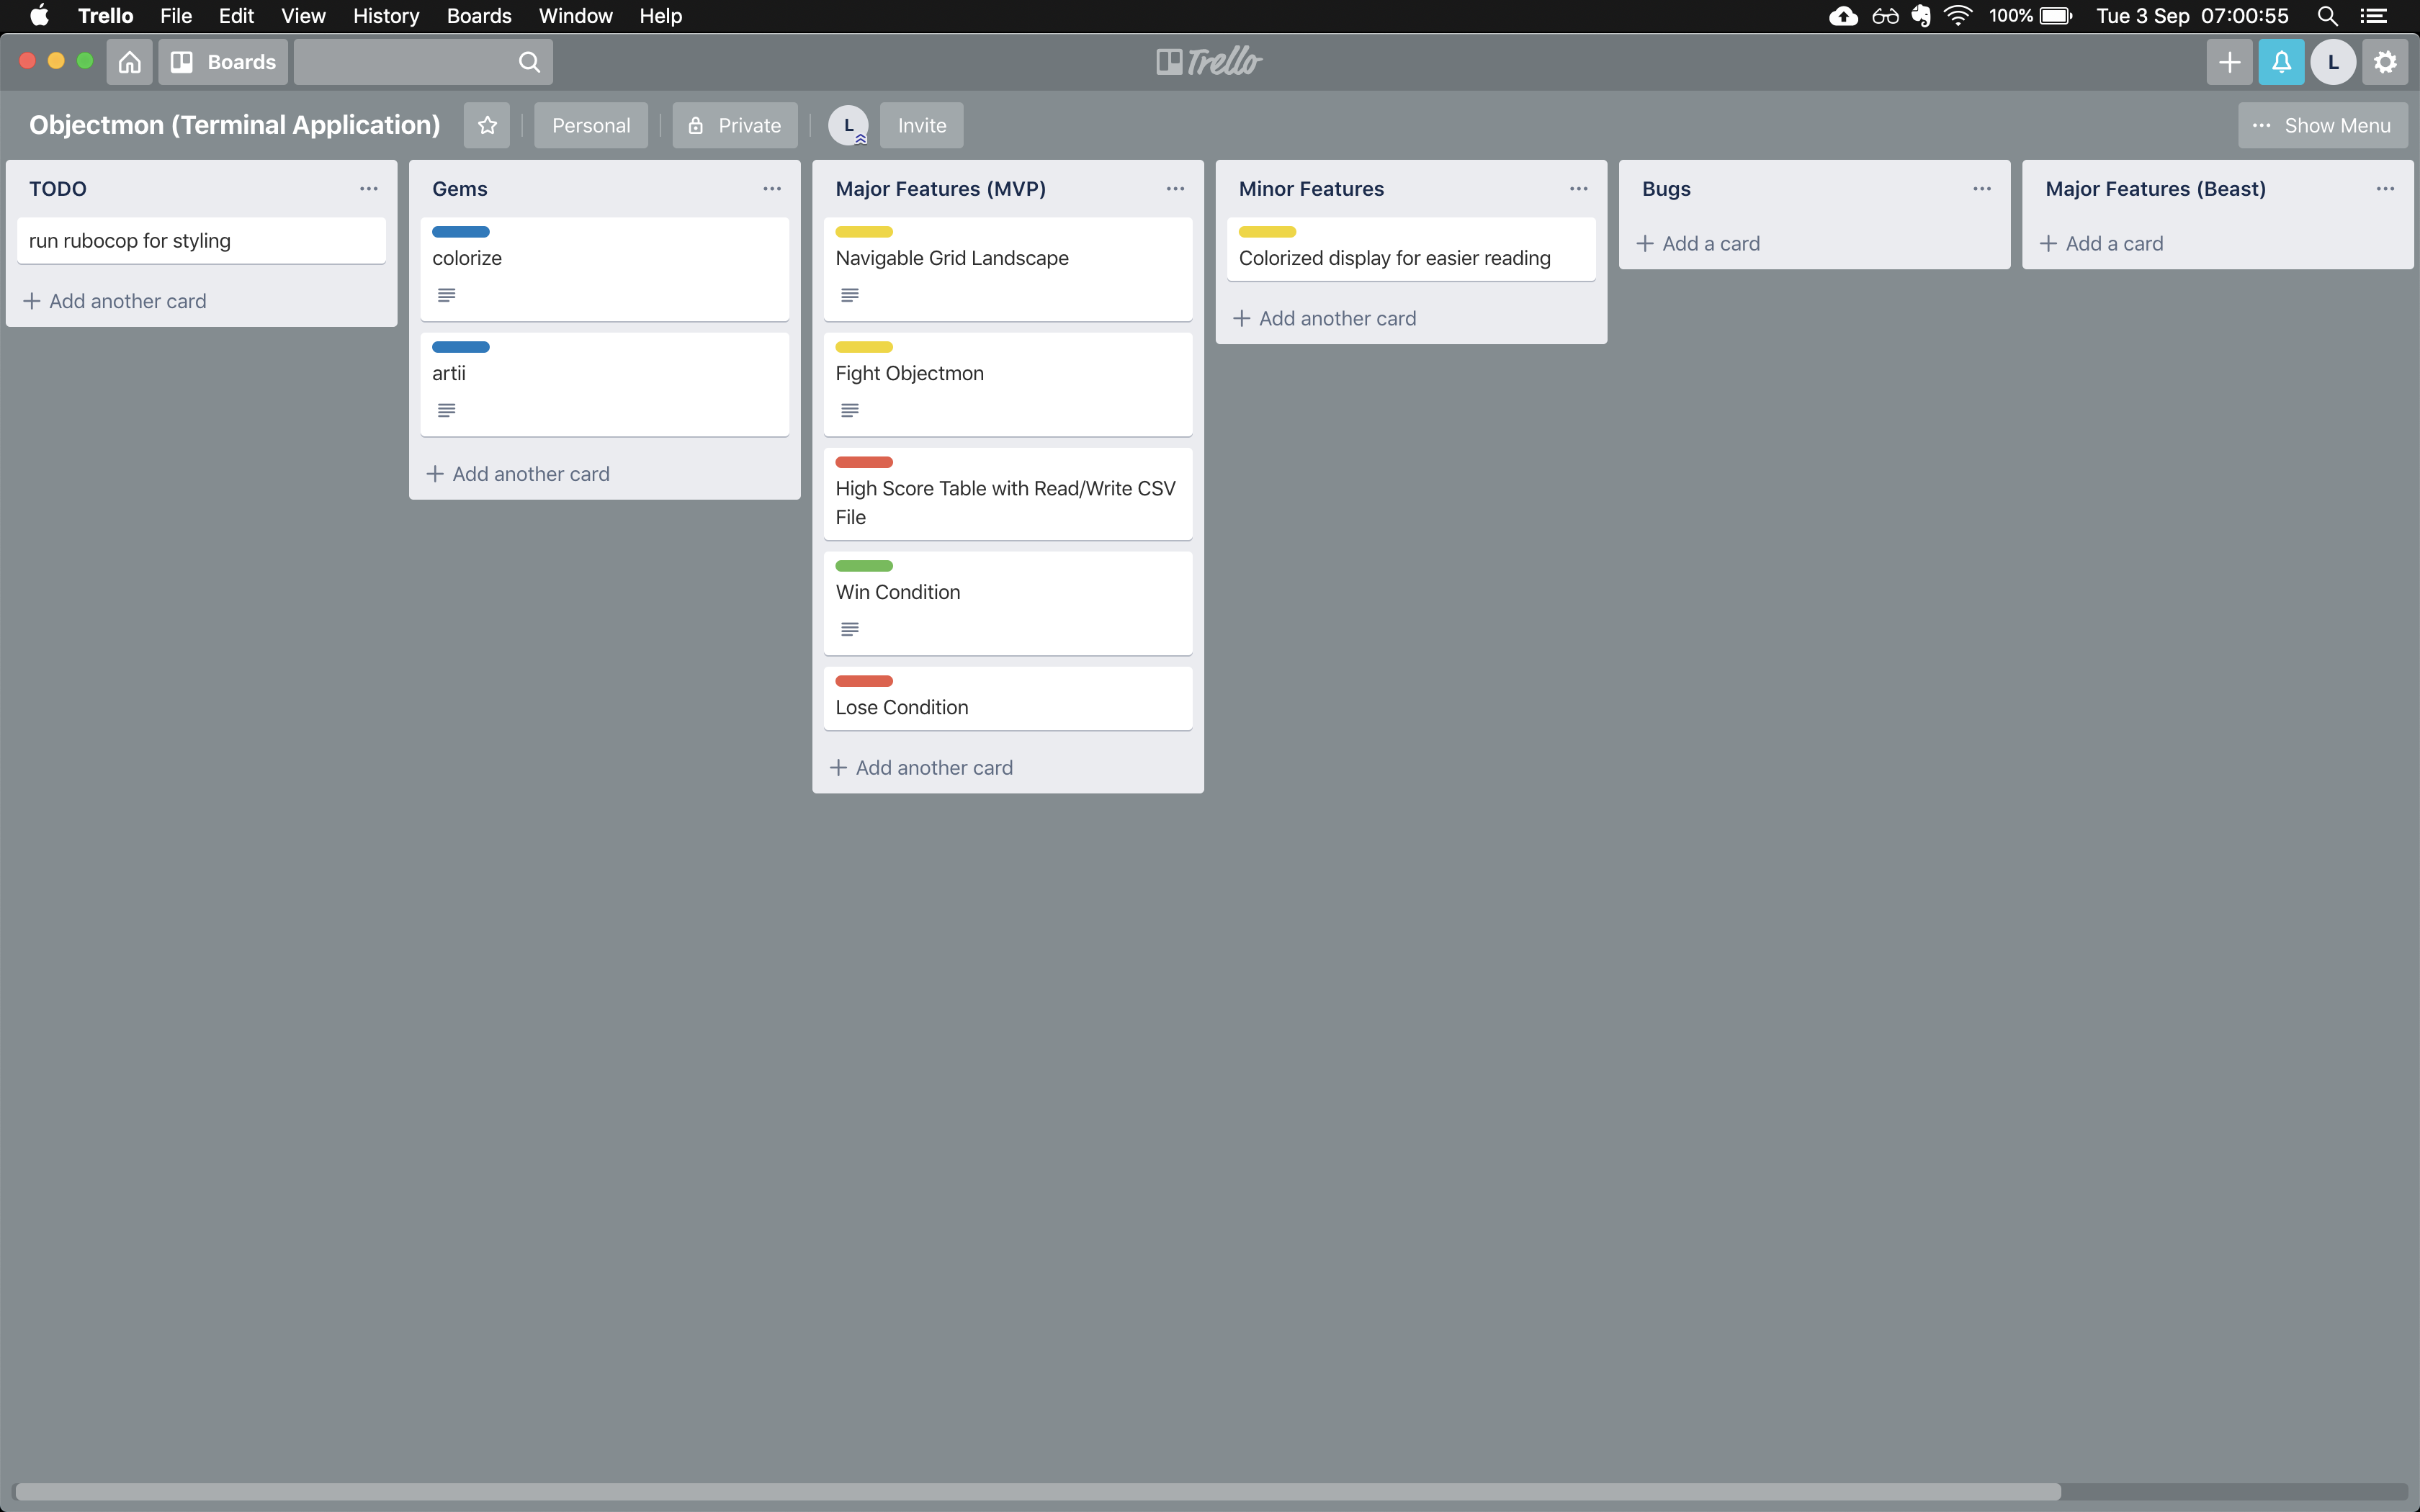 Trello File Edit View History Boards Window Help 100% Tue 3 Sep 07:00:55
Boards Trello L
Objectmon (Terminal Application) Personal Private L Invite ··· Show Menu
TODO
run rubocop for styling
+ Add another card
Gems
colorize
artii
+ Add another card
Major Features (MVP)
Navigable Grid Landscape
Fight Objectmon
High Score Table with Read/Write CSV
File
Win Condition
Lose Condition
+ Add another card
Minor Features
Colorized display for easier reading
+ Add another card
Bugs
+ Add a card
Major Features (Beast)
+ Add a card